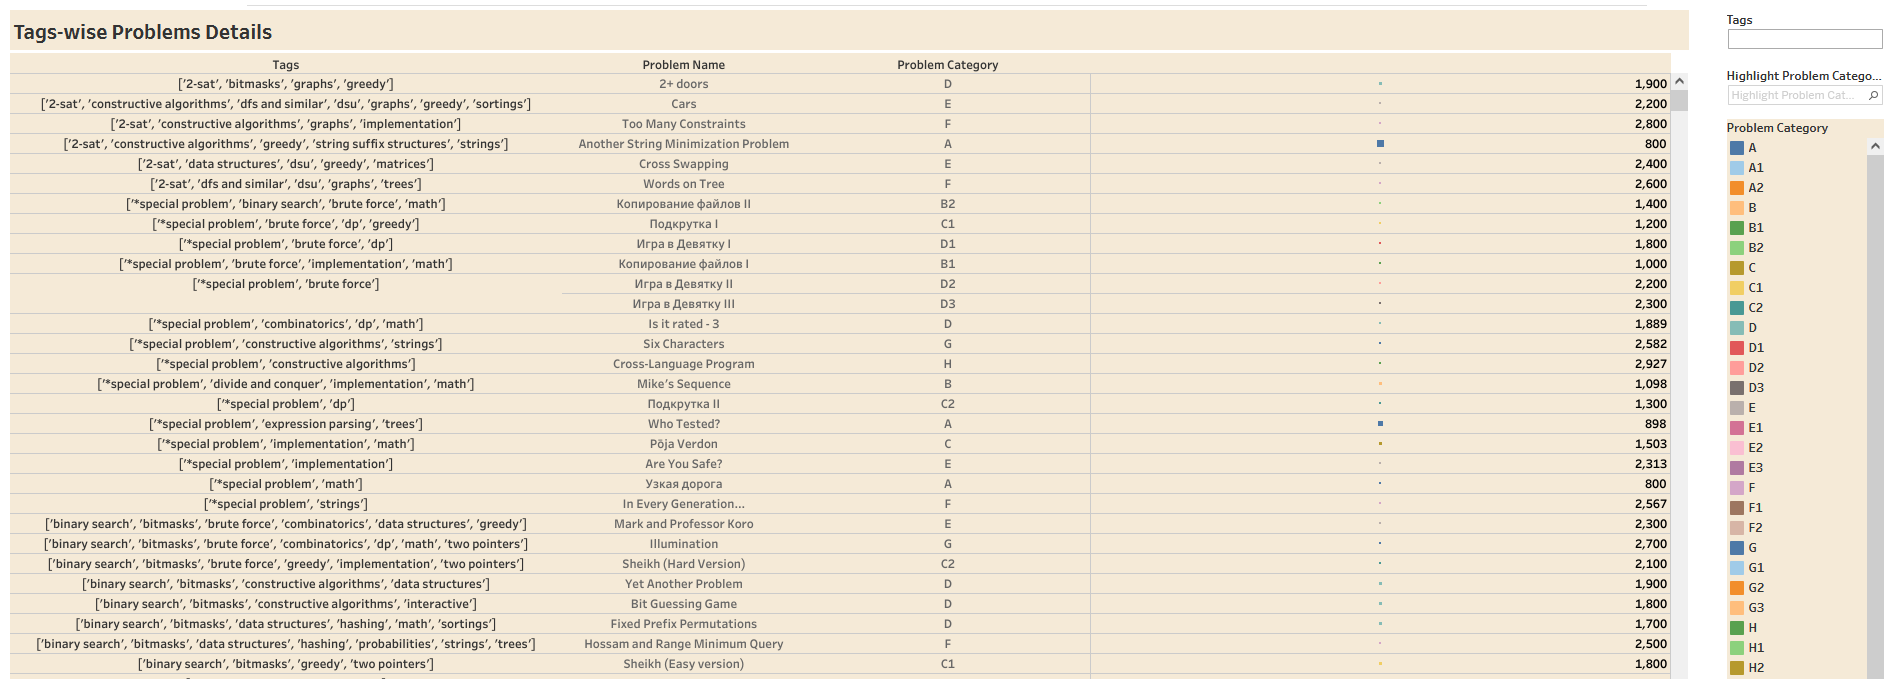 Tags-wise Problems Details
Tags Problem Name Problem Category
['2-sat', 'bitmasks', 'graphs', 'greedy'] 2+ doors D 1,900
['2-sat', 'constructive algorithms', 'dfs and similar', 'dsu', 'graphs', 'greedy', 'sortings'] Cars E 2,200
['2-sat', 'constructive algorithms', 'graphs', 'implementation'] Too Many Constraints F 2,800
['2-sat', 'constructive algorithms', 'greedy', 'string suffix structures', 'strings'] Another String Minimization Problem A 800
['2-sat', 'data structures', 'dsu', 'greedy', 'matrices'] Cross Swapping E 2,400
['2-sat', 'dfs and similar', 'dsu', 'graphs', 'trees'] Words on Tree F 2,600
['*special problem', 'binary search', 'brute force', 'math'] Копирование файлов II B2 1,400
['*special problem', 'brute force', 'dp', 'greedy'] Подкрутка I C1 1,200
['*special problem', 'brute force', 'dp'] Игра в Девятку I D1 1,800
['*special problem', 'brute force', 'implementation', 'math'] Копирование файлов I B1 1,000
['*special problem', 'brute force'] Игра в Девятку II D2 2,200
Игра в Девятку III D3 2,300
['*special problem', 'combinatorics', 'dp', 'math'] Is it rated - 3 D 1,889
['*special problem', 'constructive algorithms', 'strings'] Six Characters G 2,582
['*special problem', 'constructive algorithms'] Cross-Language Program H 2,927
['*special problem', 'divide and conquer', 'implementation', 'math'] Mike's Sequence B 1,098
['*special problem', 'dp'] Подкрутка II C2 1,300
['*special problem', 'expression parsing', 'trees'] Who Tested? A 898
['*special problem', 'implementation', 'math'] Põja Verdon C 1,503
['*special problem', 'implementation'] Are You Safe? E 2,313
['*special problem', 'math'] Узкая дорога A 800
['*special problem', 'strings'] In Every Generation... F 2,567
['binary search', 'bitmasks', 'brute force', 'combinatorics', 'data structures', 'greedy'] Mark and Professor Koro E 2,300
['binary search', 'bitmasks', 'brute force', 'combinatorics', 'dp', 'math', 'two pointers'] Illumination G 2,700
['binary search', 'bitmasks', 'brute force', 'greedy', 'implementation', 'two pointers'] Sheikh (Hard Version) C2 2,100
['binary search', 'bitmasks', 'constructive algorithms', 'data structures'] Yet Another Problem D 1,900
['binary search', 'bitmasks', 'constructive algorithms', 'interactive'] Bit Guessing Game D 1,800
['binary search', 'bitmasks', 'data structures', 'hashing', 'math', 'sortings'] Fixed Prefix Permutations D 1,700
['binary search', 'bitmasks', 'data structures', 'hashing', 'probabilities', 'strings', 'trees'] Hossam and Range Minimum Query F 2,500
['binary search', 'bitmasks', 'greedy', 'two pointers'] Sheikh (Easy version) C1 1,800
Tags
Highlight Problem Catego...
Highlight Problem Cat...
Problem Category
A
A1
A2
B
B1
B2
C
C1
C2
D
D1
D2
D3
E
E1
E2
E3
F
F1
F2
G
G1
G2
G3
H
H1
H2